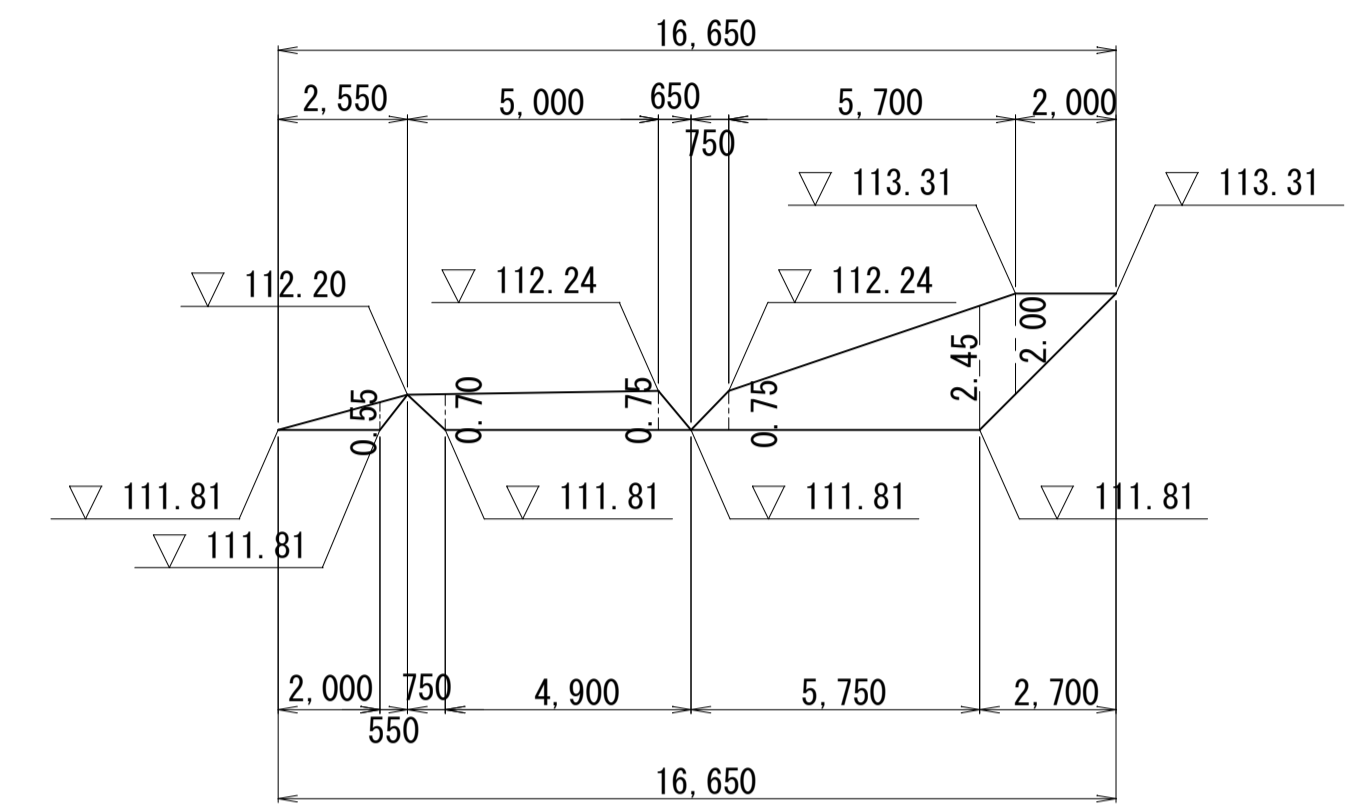 16,650
2,550 5,000 650 750 5,700 2,000
▽ 113.31 ▽ 113.31
▽ 112.20 ▽ 112.24 ▽ 112.24
0.55 0.70 0.75 0.75 2.45 2.00
▽ 111.81 ▽ 111.81 ▽ 111.81 ▽ 111.81
▽ 111.81
2,000 550 750 4,900 5,750 2,700
16,650